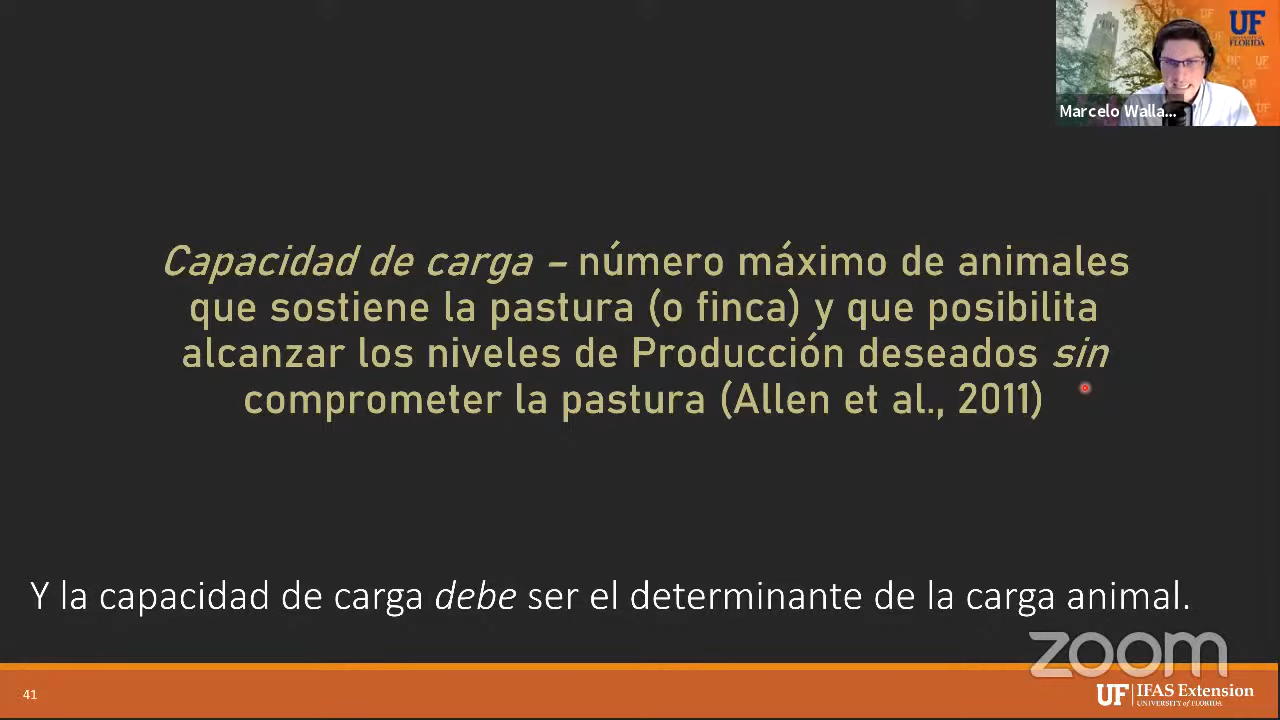 UF
UNIVERSITY of
FLORIDA
Marcelo Walla...
Capacidad de carga – número máximo de animales
que sostiene la pastura (o finca) y que posibilita
alcanzar los niveles de Producción deseados sin
comprometer la pastura (Allen et al., 2011)
Y la capacidad de carga debe ser el determinante de la carga animal.
zoom
41
UF IFAS Extension
UNIVERSITY of FLORIDA